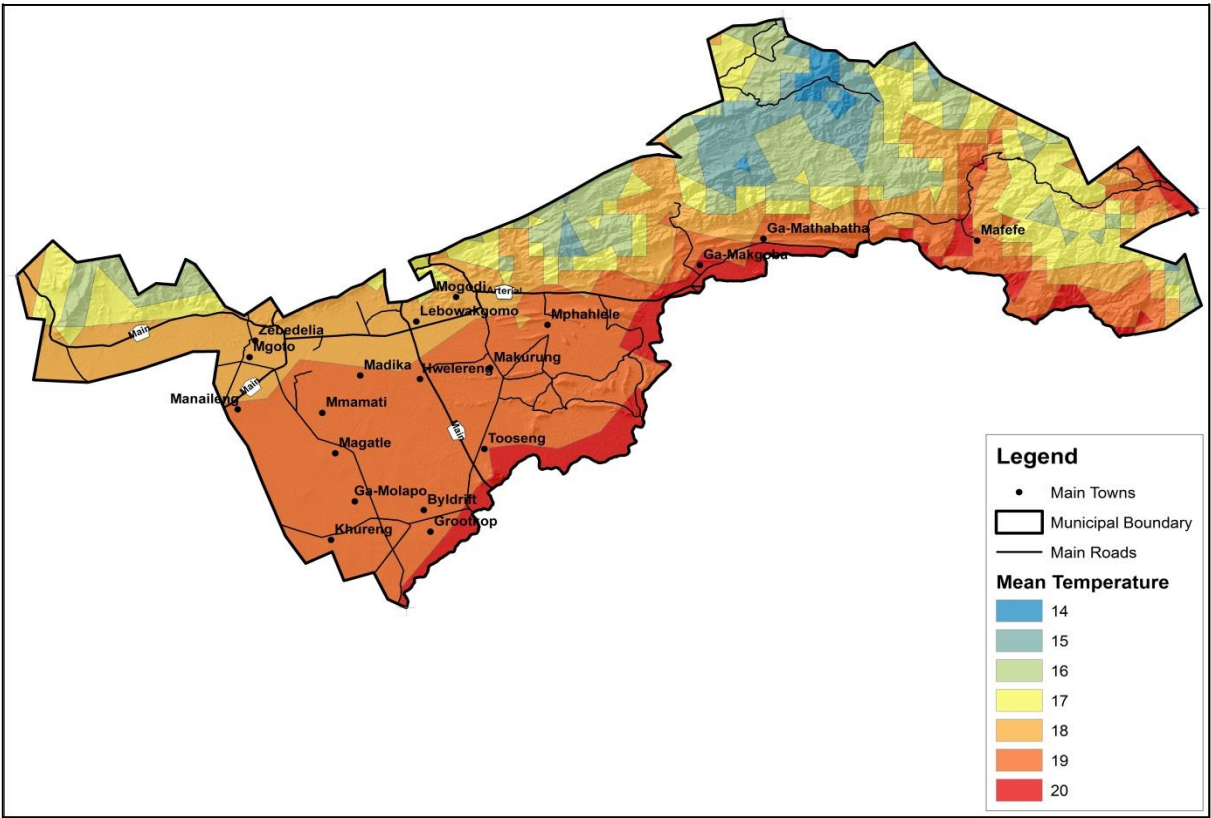 Ga-Mathabatha
Mafefe
Ga-Makgoba
Mogodi
Arterial
Lebowakgomo
Mphahlele
Main
Zebedelia
Mgoto
Makurung
Madika
Hwelereng
Main
Manaileng
Mmamati
Main
Tooseng
Magatle
Ga-Molapo
Byldrift
Grootkop
Khureng
Legend
Main Towns
Municipal Boundary
Main Roads
Mean Temperature
14
15
16
17
18
19
20